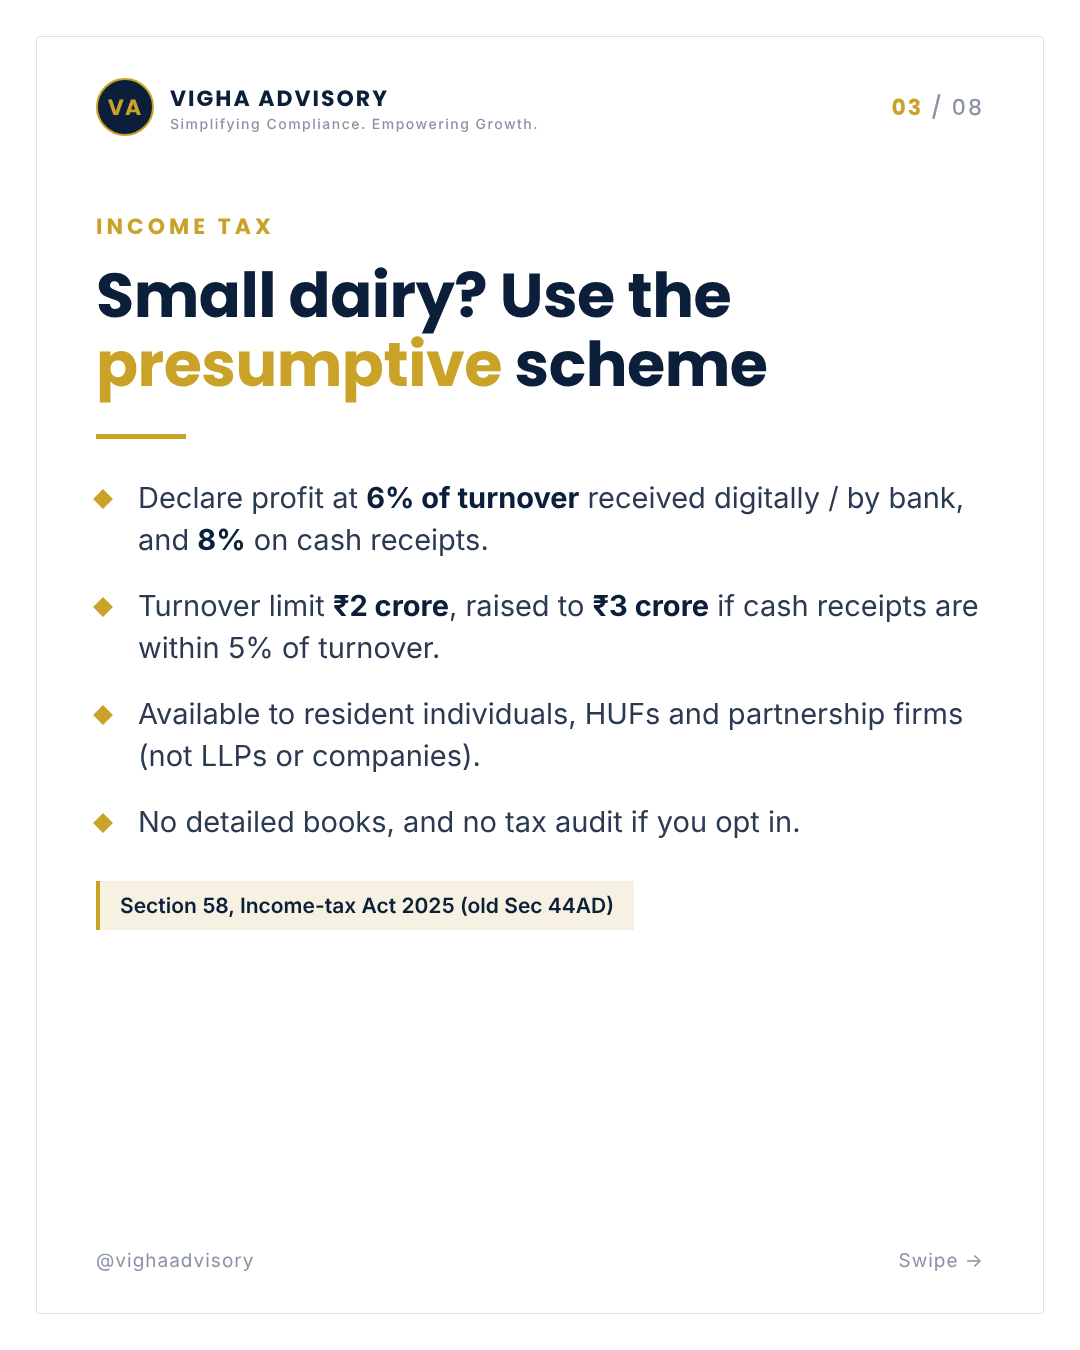 VA
VIGHA ADVISORY
Simplifying Compliance. Empowering Growth.
03 / 08
INCOME TAX
Small dairy? Use the
presumptive scheme
Declare profit at 6% of turnover received digitally / by bank,
and 8% on cash receipts.
Turnover limit ₹2 crore, raised to ₹3 crore if cash receipts are
within 5% of turnover.
Available to resident individuals, HUFs and partnership firms
(not LLPs or companies).
No detailed books, and no tax audit if you opt in.
Section 58, Income-tax Act 2025 (old Sec 44AD)
@vighaadvisory
Swipe →